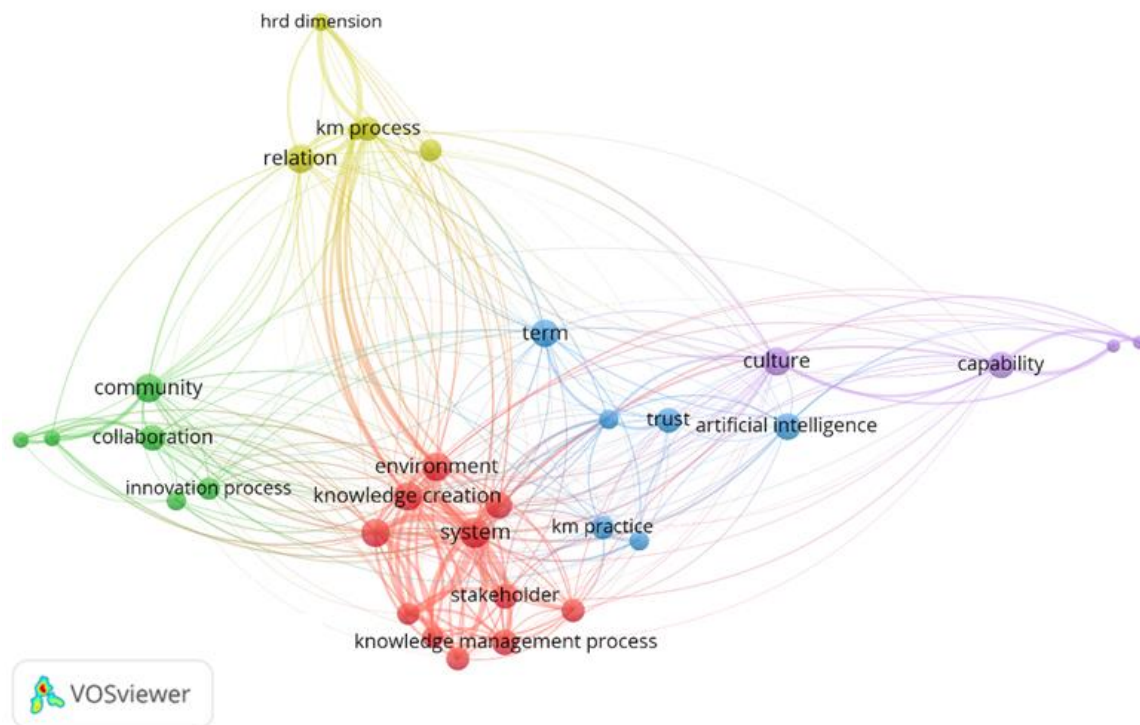 hrd dimension
km process
relation
term
culture
capability
community
trust
artificial intelligence
collaboration
environment
innovation process
knowledge creation
km practice
system
stakeholder
knowledge management process
VOSviewer